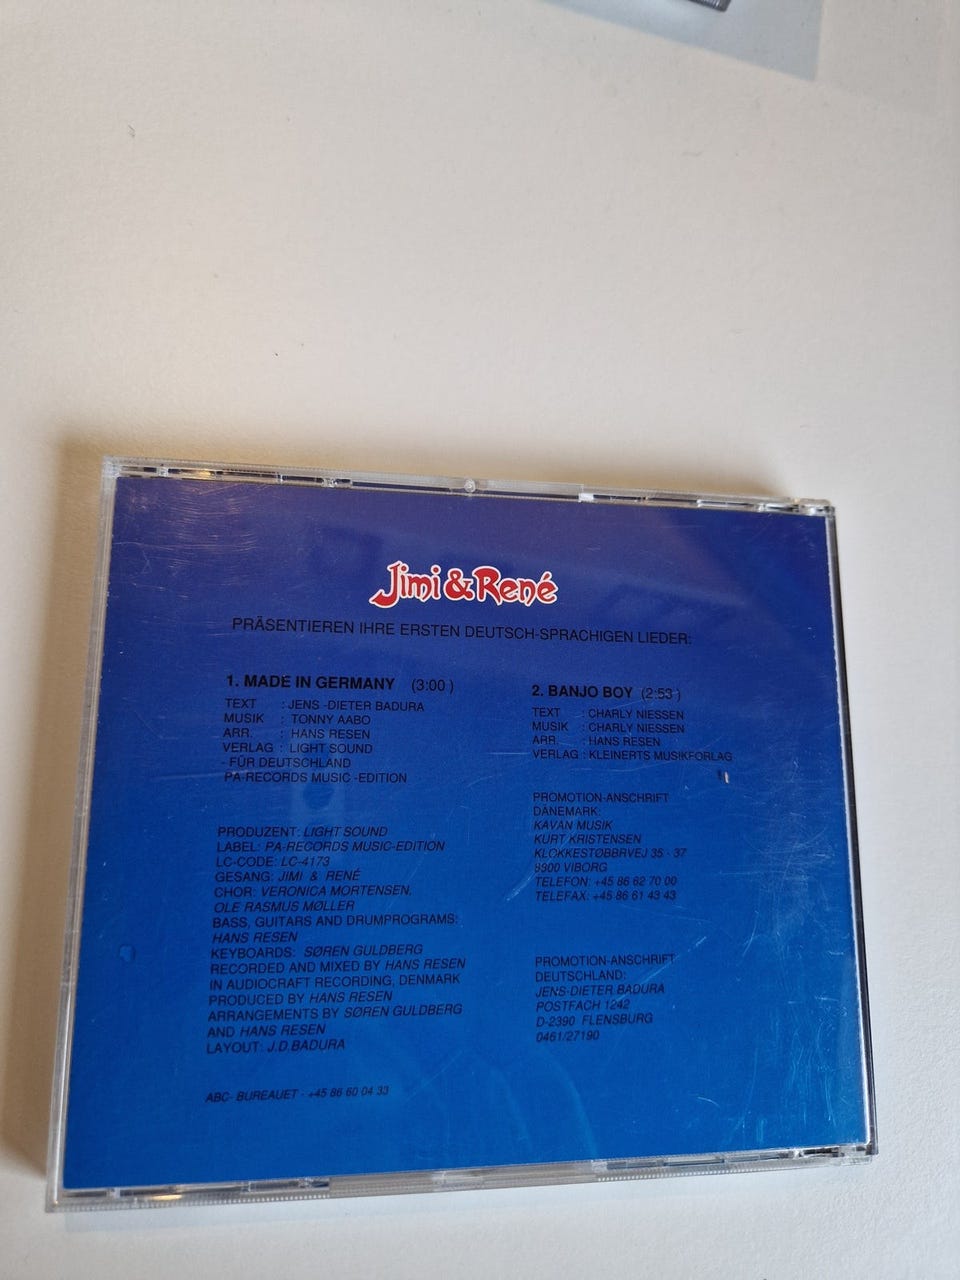 Jimi & René
PRÄSENTIEREN IHRE ERSTEN DEUTSCH-SPRACHIGEN LIEDER:
1. MADE IN GERMANY (3:00)
TEXT : JENS -DIETER BADURA
MUSIK : TONNY AABO
ARR. : HANS RESEN
VERLAG : LIGHT SOUND
- FÜR DEUTSCHLAND
PA-RECORDS MUSIC -EDITION
PRODUZENT: LIGHT SOUND
LABEL: PA-RECORDS MUSIC-EDITION
LC-CODE: LC-4173
GESANG: JIMI & RENÉ
CHOR: VERONICA MORTENSEN,
OLE RASMUS MØLLER
BASS, GUITARS AND DRUMPROGRAMS:
HANS RESEN
KEYBOARDS: SØREN GULDBERG
RECORDED AND MIXED BY HANS RESEN
IN AUDIOCRAFT RECORDING, DENMARK
PRODUCED BY HANS RESEN
ARRANGEMENTS BY SØREN GULDBERG
AND HANS RESEN
LAYOUT: J.D.BADURA
ABC- BUREAUET - +45 86 60 04 33
2. BANJO BOY (2:53)
TEXT : CHARLY NIESSEN
MUSIK : CHARLY NIESSEN
ARR. : HANS RESEN
VERLAG : KLEINERTS MUSIKFORLAG
PROMOTION-ANSCHRIFT
DÄNEMARK:
KAVAN MUSIK
KURT KRISTENSEN
KLOKKESTØBBRVEJ 35 - 37
8800 VIBORG
TELEFON: +45 86 62 70 00
TELEFAX: +45 86 61 43 43
PROMOTION-ANSCHRIFT
DEUTSCHLAND:
JENS-DIETER BADURA
POSTFACH 1242
D-2390 FLENSBURG
0461/27190